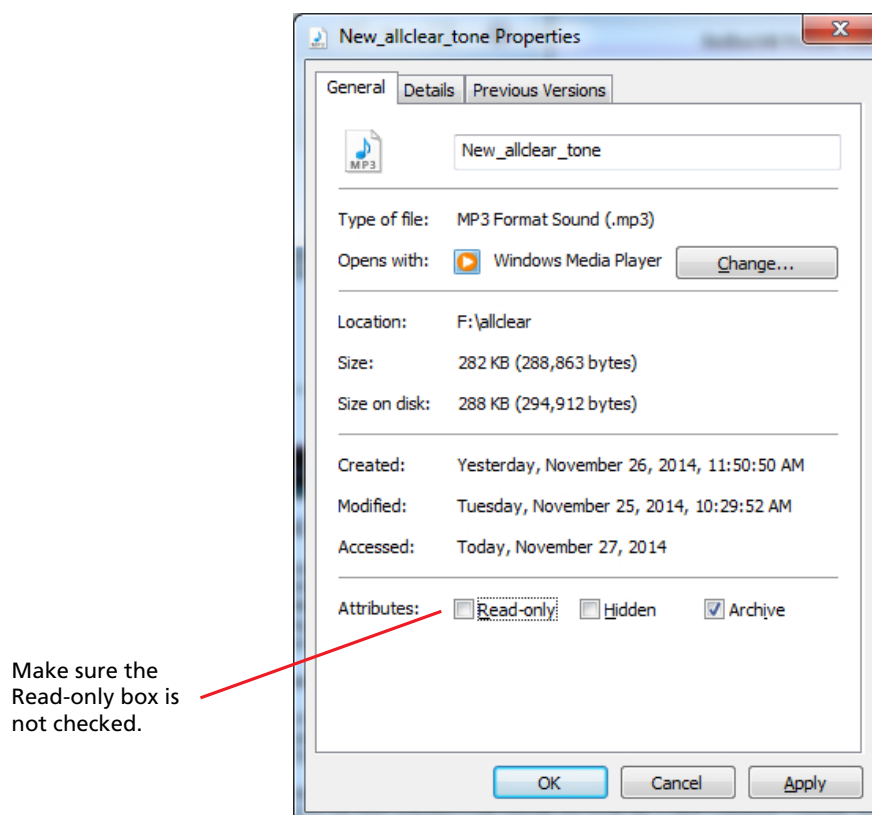 New_allclear_tone Properties
General Details Previous Versions
MP3
New_allclear_tone
Type of file: MP3 Format Sound (.mp3)
Opens with: Windows Media Player Change...
Location: F:\allclear
Size: 282 KB (288,863 bytes)
Size on disk: 288 KB (294,912 bytes)
Created: Yesterday, November 26, 2014, 11:50:50 AM
Modified: Tuesday, November 25, 2014, 10:29:52 AM
Accessed: Today, November 27, 2014
Attributes: Read-only Hidden Archive
Make sure the
Read-only box is
not checked.
OK Cancel Apply